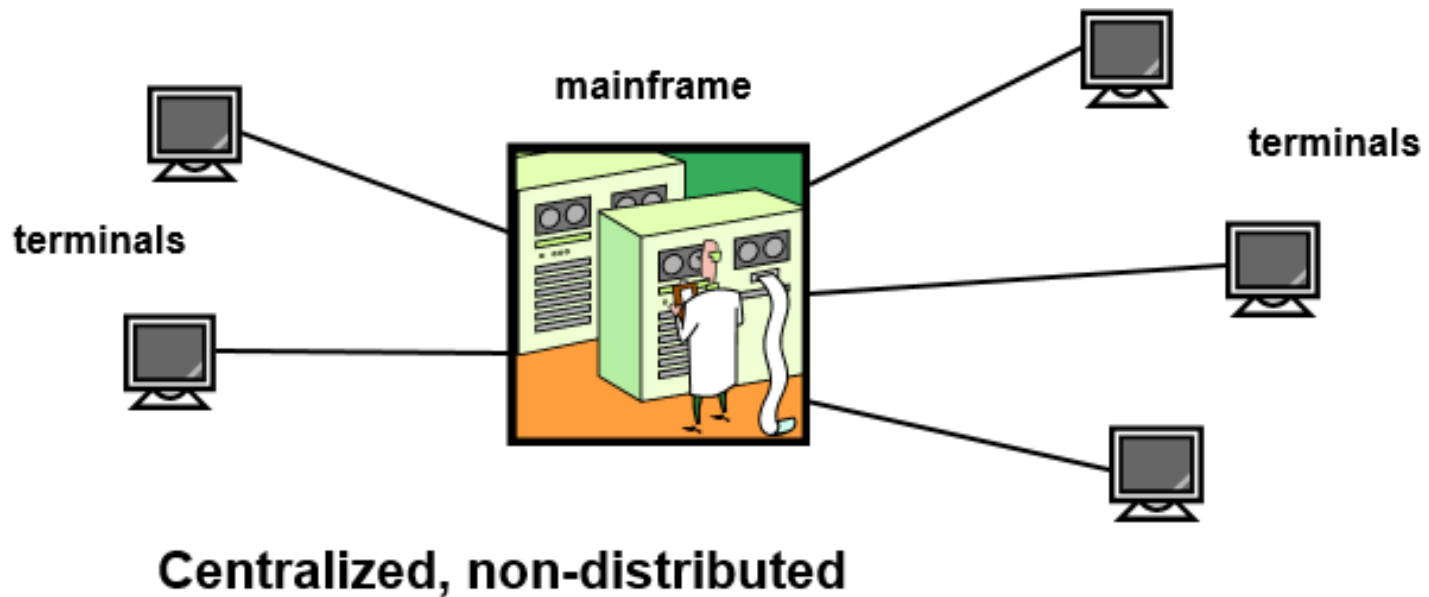 mainframe
terminals
terminals
Centralized, non-distributed